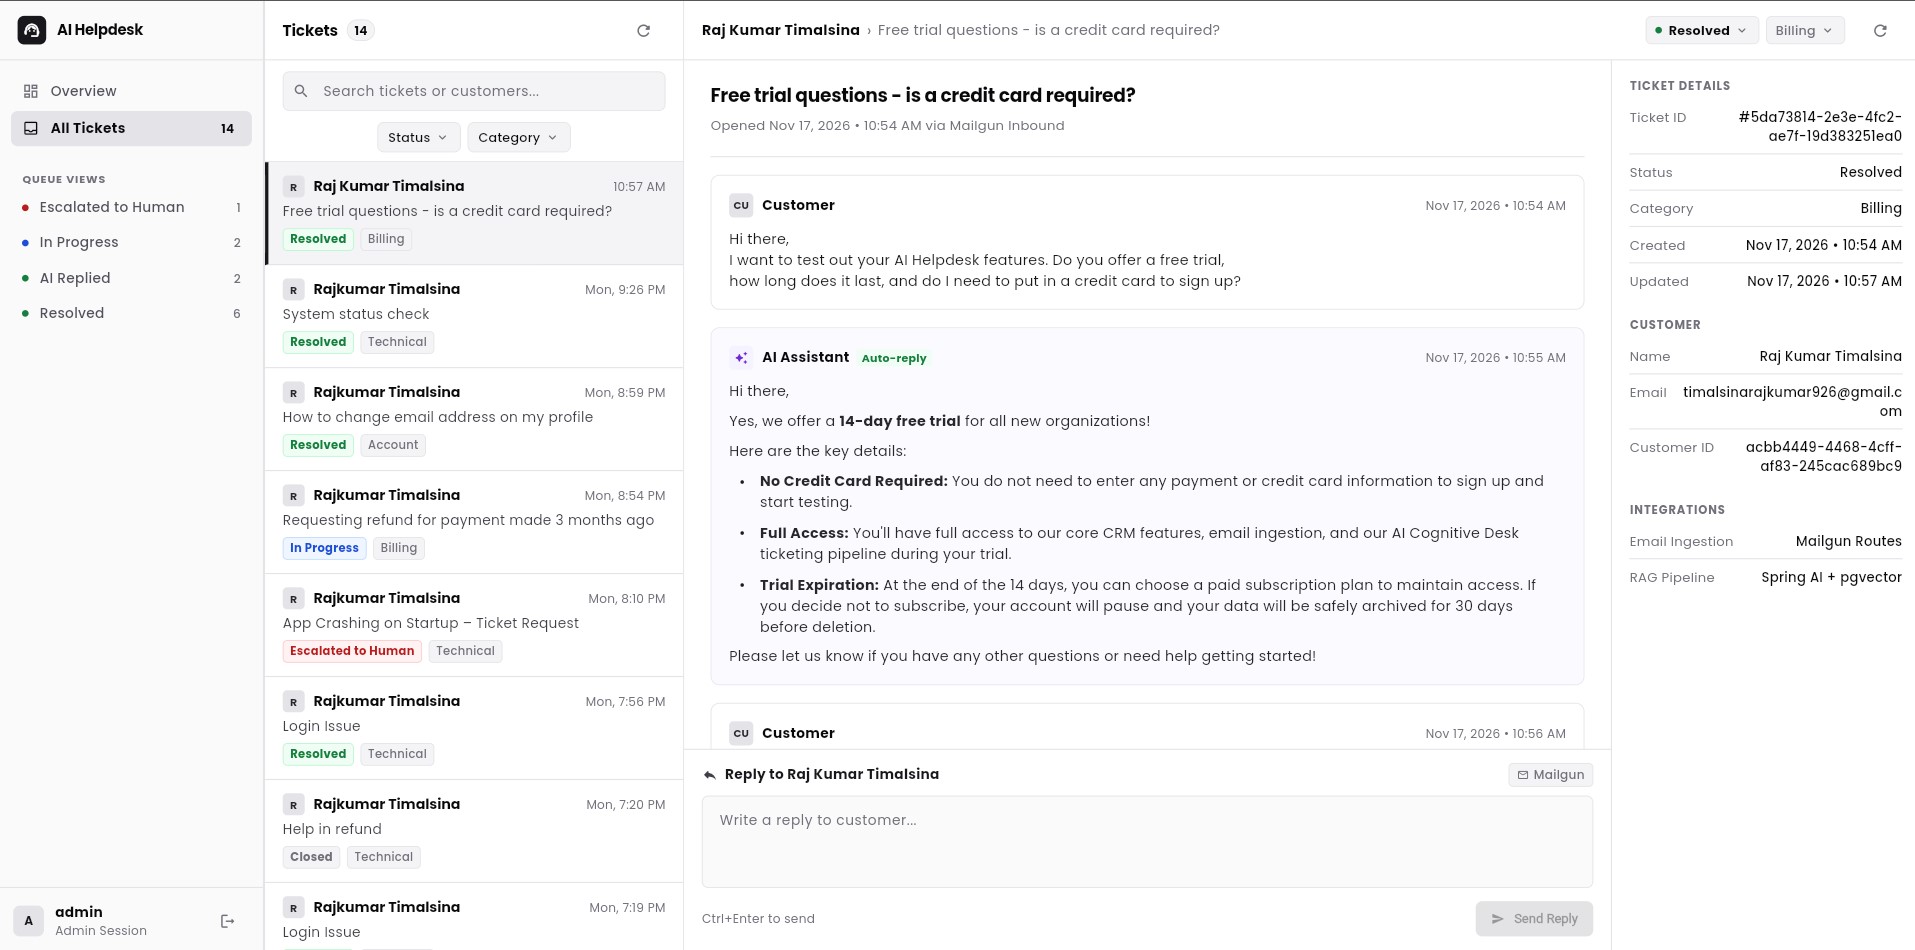 AI Helpdesk
Overview
All Tickets 14
QUEUE VIEWS
Escalated to Human 1
In Progress 2
AI Replied 2
Resolved 6
A
admin
Admin Session
Tickets 14
Search tickets or customers...
Status
Category
R Raj Kumar Timalsina 10:57 AM
Free trial questions - is a credit card required?
Resolved Billing
R Rajkumar Timalsina Mon, 9:26 PM
System status check
Resolved Technical
R Rajkumar Timalsina Mon, 8:59 PM
How to change email address on my profile
Resolved Account
R Rajkumar Timalsina Mon, 8:54 PM
Requesting refund for payment made 3 months ago
In Progress Billing
R Rajkumar Timalsina Mon, 8:10 PM
App Crashing on Startup – Ticket Request
Escalated to Human Technical
R Rajkumar Timalsina Mon, 7:56 PM
Login Issue
Resolved Technical
R Rajkumar Timalsina Mon, 7:20 PM
Help in refund
Closed Technical
R Rajkumar Timalsina Mon, 7:19 PM
Login Issue
Raj Kumar Timalsina › Free trial questions - is a credit card required?
Resolved
Billing
Free trial questions - is a credit card required?
Opened Nov 17, 2026 • 10:54 AM via Mailgun Inbound
CU Customer Nov 17, 2026 • 10:54 AM
Hi there,
I want to test out your AI Helpdesk features. Do you offer a free trial,
how long does it last, and do I need to put in a credit card to sign up?
AI Assistant Auto-reply Nov 17, 2026 • 10:55 AM
Hi there,
Yes, we offer a 14-day free trial for all new organizations!
Here are the key details:
• No Credit Card Required: You do not need to enter any payment or credit card information to sign up and
start testing.
• Full Access: You'll have full access to our core CRM features, email ingestion, and our AI Cognitive Desk
ticketing pipeline during your trial.
• Trial Expiration: At the end of the 14 days, you can choose a paid subscription plan to maintain access. If
you decide not to subscribe, your account will pause and your data will be safely archived for 30 days
before deletion.
Please let us know if you have any other questions or need help getting started!
CU Customer Nov 17, 2026 • 10:56 AM
Reply to Raj Kumar Timalsina
Mailgun
Write a reply to customer...
Ctrl+Enter to send
Send Reply
TICKET DETAILS
Ticket ID #5da73814-2e3e-4fc2-
ae7f-19d383251ea0
Status Resolved
Category Billing
Created Nov 17, 2026 • 10:54 AM
Updated Nov 17, 2026 • 10:57 AM
CUSTOMER
Name Raj Kumar Timalsina
Email timalsinarajkumar926@gmail.c
om
Customer ID acbb4449-4468-4cff-
af83-245cac689bc9
INTEGRATIONS
Email Ingestion Mailgun Routes
RAG Pipeline Spring AI + pgvector